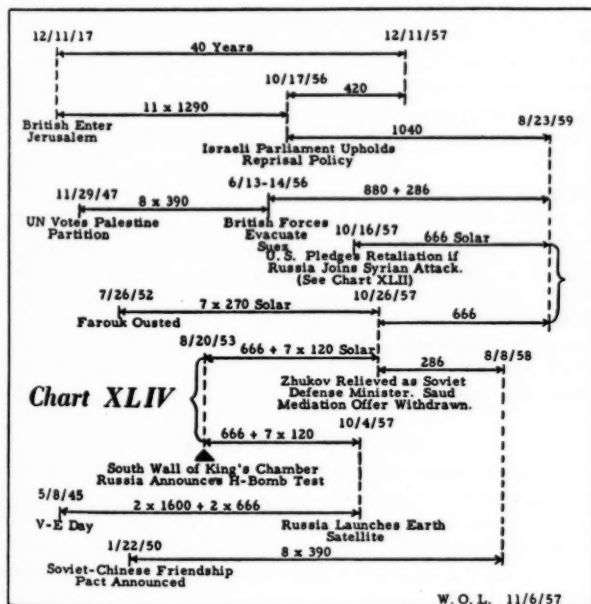 12/11/17 12/11/57
40 Years
10/17/56
420
11 x 1290
British Enter
Jerusalem
8/23/59
1040
Israeli Parliament Upholds
Reprisal Policy
11/29/47
6/13-14/56
8 x 390
880 + 286
UN Votes Palestine
Partition
British Forces
Evacuate
Suez
10/16/57
666 Solar
U. S. Pledges Retaliation if
Russia Joins Syrian Attack.
(See Chart XLII)
7/26/52
7 x 270 Solar
10/26/57
Farouk Ousted
666
8/20/53
666 + 7 x 120 Solar
286
8/8/58
Chart XLIV
Zhukov Relieved as Soviet
Defense Minister. Saud
Mediation Offer Withdrawn.
10/4/57
666 + 7 x 120
South Wall of King's Chamber
Russia Announces H-Bomb Test
5/8/45
2 x 1600 + 2 x 666
V-E Day
Russia Launches Earth
Satellite
1/22/50
8 x 390
Soviet-Chinese Friendship
Pact Announced
W. O. L. 11/6/57